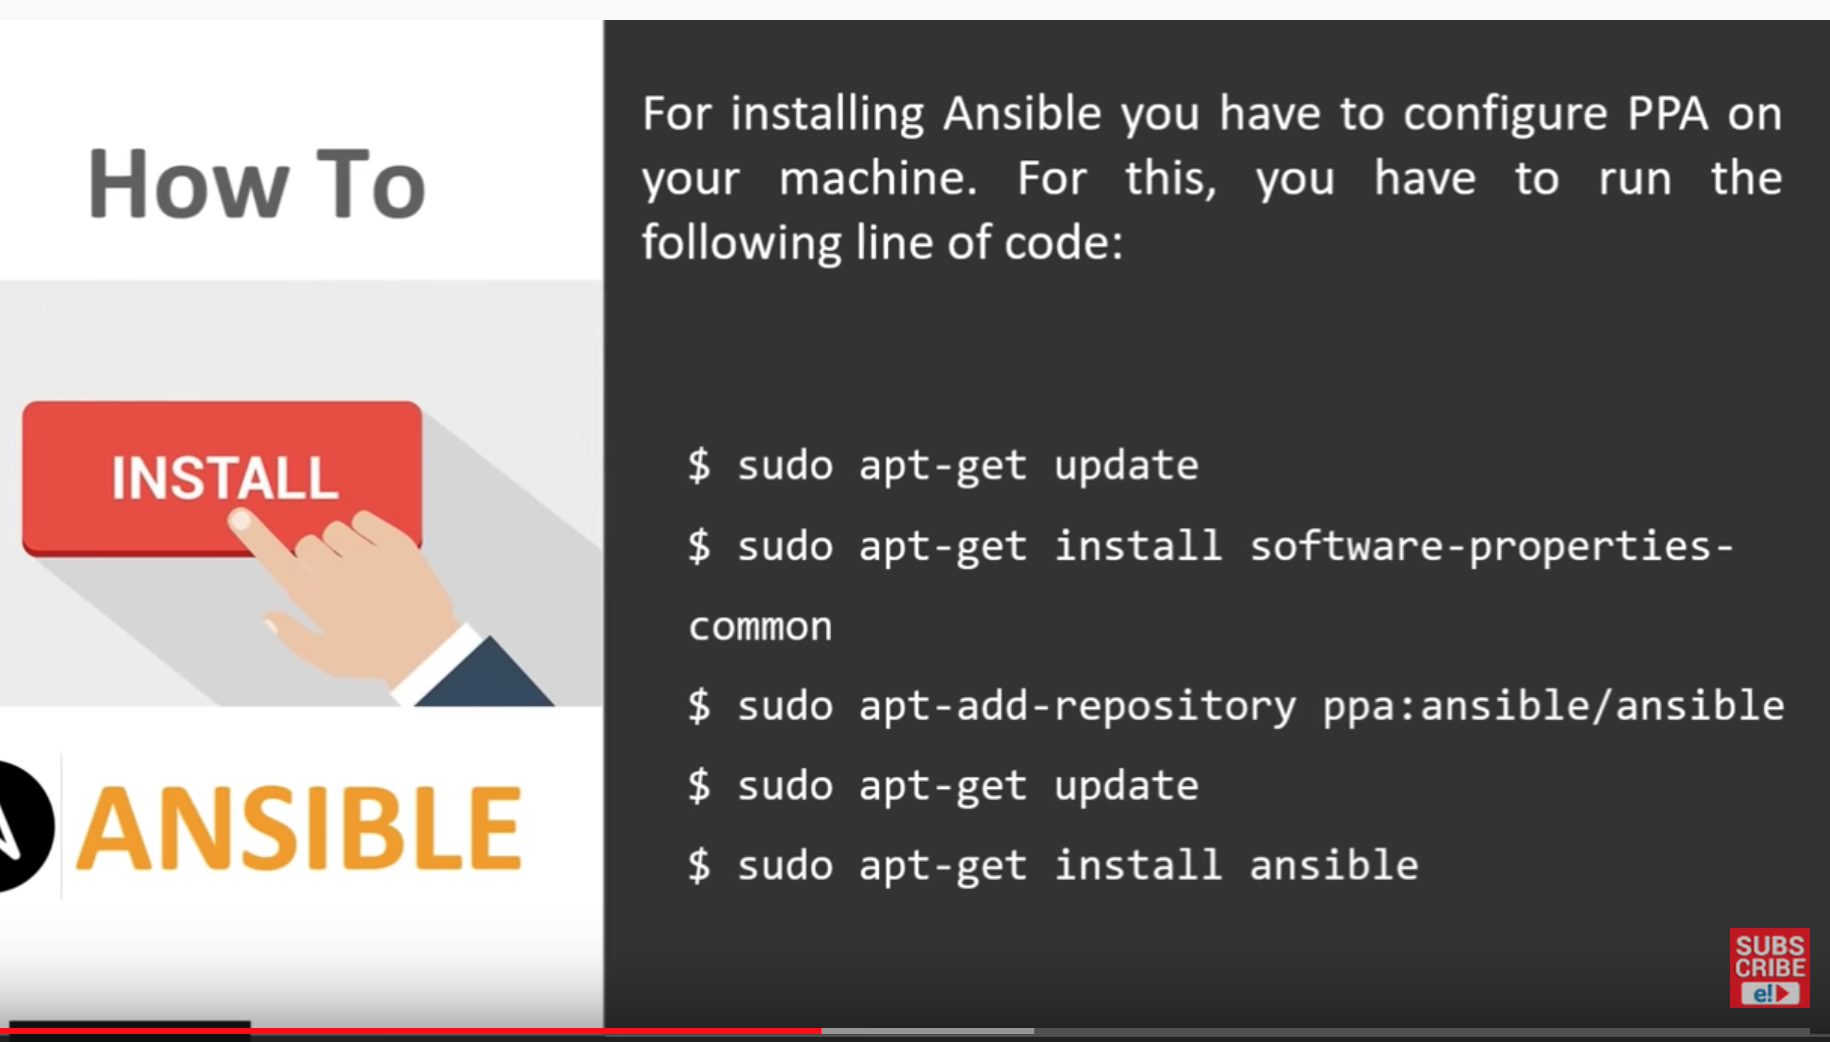 How To
INSTALL
ANSIBLE
For installing Ansible you have to configure PPA on
your machine. For this, you have to run the
following line of code:
$ sudo apt-get update
$ sudo apt-get install software-properties-
common
$ sudo apt-add-repository ppa:ansible/ansible
$ sudo apt-get update
$ sudo apt-get install ansible
SUBS
CRIBE
e!